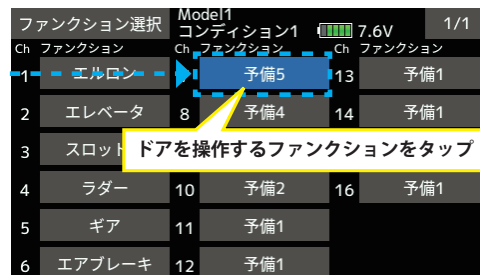 ファンクション選択 Model1 コンディション1 7.6V 1/1
Ch ファンクション Ch ファンクション Ch ファンクション
1 エルロン 予備5 13 予備1
2 エレベータ 8 予備4 14 予備1
3 スロット
ドアを操作するファンクションをタップ
4 ラダー 10 予備2 16 予備1
5 ギア 11 予備1
6 エアブレーキ 12 予備1